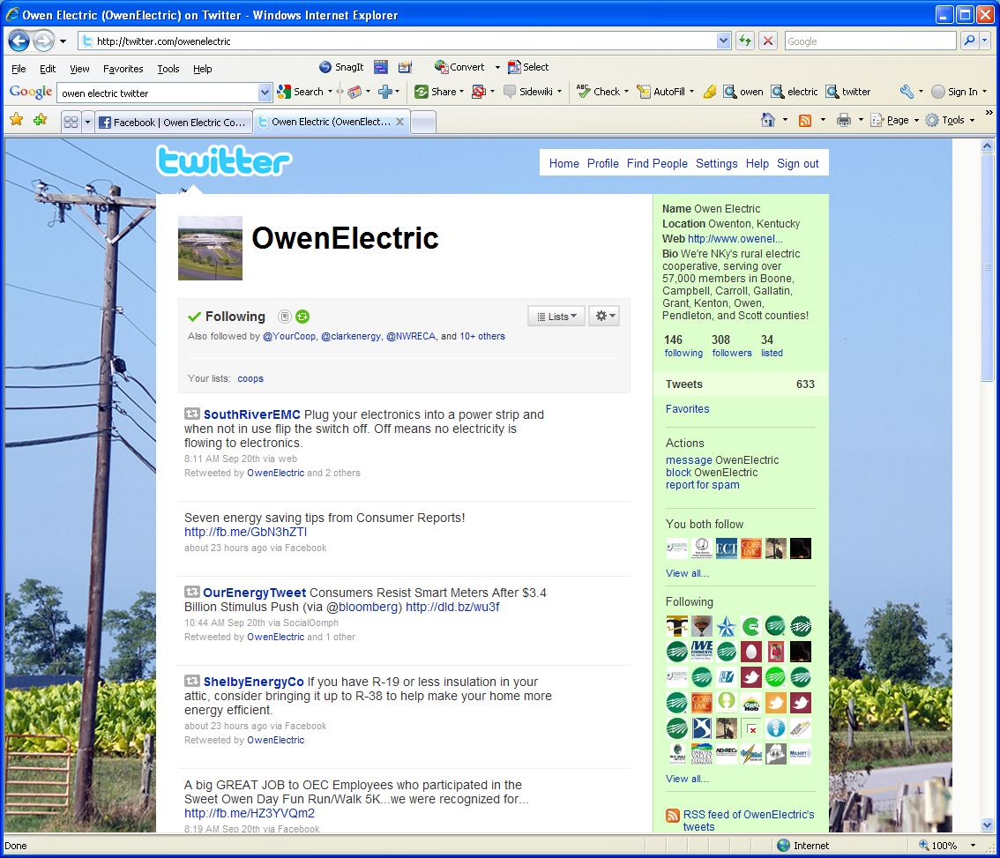 Owen Electric (OwenElectric) on Twitter - Windows Internet Explorer
http://twitter.com/owenelectric
Google
File Edit View Favorites Tools Help
SnagIt
Convert
Select
Google
owen electric twitter
Search
Share
Sidewiki
Check
AutoFill
owen
electric
twitter
Sign In
Facebook | Owen Electric Co...
Owen Electric (OwenElect...
Page
Tools
twitter
Home Profile Find People Settings Help Sign out
OwenElectric
Following
Lists
Also followed by @YourCoop, @clarkenergy, @NWRECA, and 10+ others
Your lists: coops
SouthRiverEMC Plug your electronics into a power strip and
when not in use flip the switch off. Off means no electricity is
flowing to electronics.
8:11 AM Sep 20th via web
Retweeted by OwenElectric and 2 others
Seven energy saving tips from Consumer Reports!
http://fb.me/GbN3hZTI
about 23 hours ago via Facebook
OurEnergyTweet Consumers Resist Smart Meters After $3.4
Billion Stimulus Push (via @bloomberg) http://dld.bz/wu3f
10:44 AM Sep 20th via SocialOomph
Retweeted by OwenElectric and 1 other
ShelbyEnergyCo If you have R-19 or less insulation in your
attic, consider bringing it up to R-38 to help make your home more
energy efficient.
about 23 hours ago via Facebook
Retweeted by OwenElectric
A big GREAT JOB to OEC Employees who participated in the
Sweet Owen Day Fun Run/Walk 5K...we were recognized for...
http://fb.me/HZ3YVQm2
8:19 AM Sep 20th via Facebook
Name Owen Electric
Location Owenton, Kentucky
Web http://www.owenel...
Bio We're NKy's rural electric
cooperative, serving over
57,000 members in Boone,
Campbell, Carroll, Gallatin,
Grant, Kenton, Owen,
Pendleton, and Scott counties!
146 308 34
following followers listed
Tweets 633
Favorites
Actions
message OwenElectric
block OwenElectric
report for spam
You both follow
ECT
COBB
EMC
View all...
Following
COBB
EMC
View all...
RSS feed of OwenElectric's
tweets
Done
Internet
100%